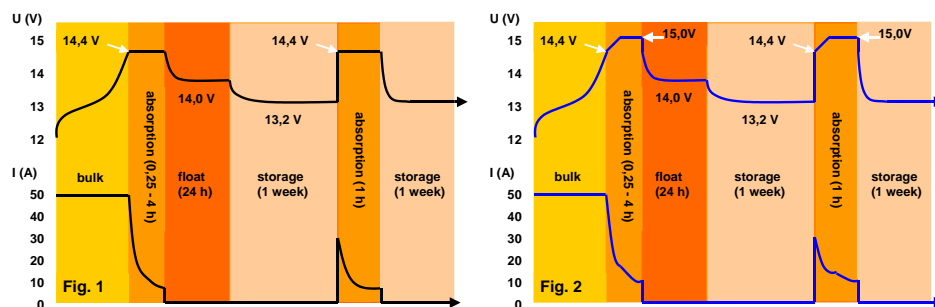 U (V)
15
14
13
12
I (A)
50
40
30
20
10
0
14,4 V
14,0 V
13,2 V
14,4 V
bulk
absorption (0,25 - 4 h)
float
(24 h)
storage
(1 week)
absorption (1 h)
storage
(1 week)
Fig. 1
U (V)
15
14
13
12
I (A)
50
40
30
20
10
0
14,4 V
15,0V
14,0 V
13,2 V
14,4 V
15,0V
bulk
absorption (0,25 - 4 h)
float
(24 h)
storage
(1 week)
absorption (1 h)
storage
(1 week)
Fig. 2